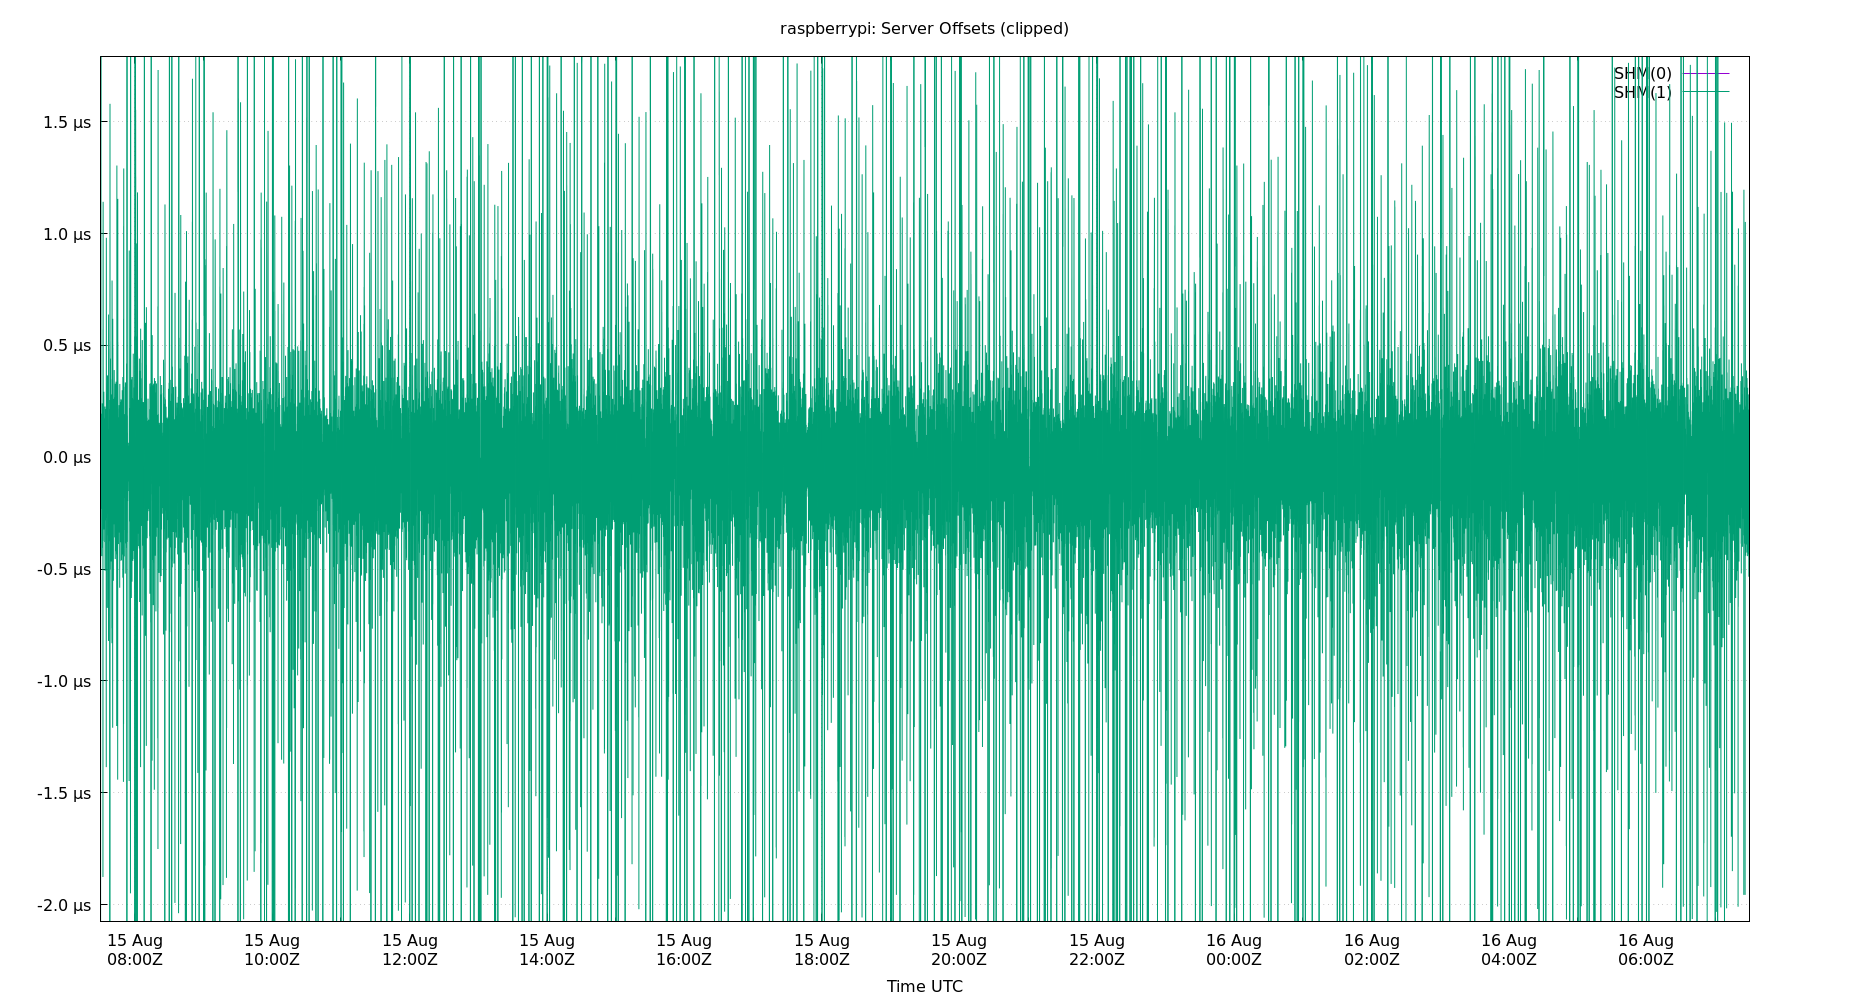 raspberrypi: Server Offsets (clipped)
SHM(0)
SHM(1)
1.5 µs
1.0 µs
0.5 µs
0.0 µs
-0.5 µs
-1.0 µs
-1.5 µs
-2.0 µs
15 Aug 15 Aug 15 Aug 15 Aug 15 Aug 15 Aug 15 Aug 15 Aug 16 Aug 16 Aug 16 Aug 16 Aug
08:00Z 10:00Z 12:00Z 14:00Z 16:00Z 18:00Z 20:00Z 22:00Z 00:00Z 02:00Z 04:00Z 06:00Z
Time UTC